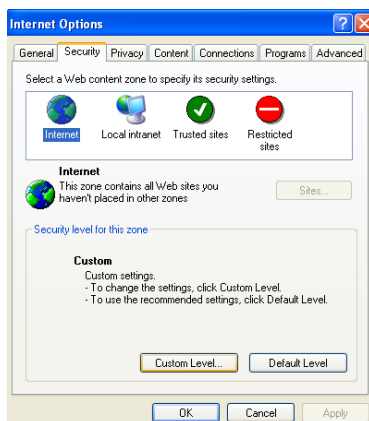 Internet Options
General Security Privacy Content Connections Programs Advanced
Select a Web content zone to specify its security settings.
Internet Local intranet Trusted sites Restricted sites
Internet
This zone contains all Web sites you
haven't placed in other zones
Sites...
Security level for this zone
Custom
Custom settings.
- To change the settings, click Custom Level.
- To use the recommended settings, click Default Level.
Custom Level... Default Level
OK Cancel Apply